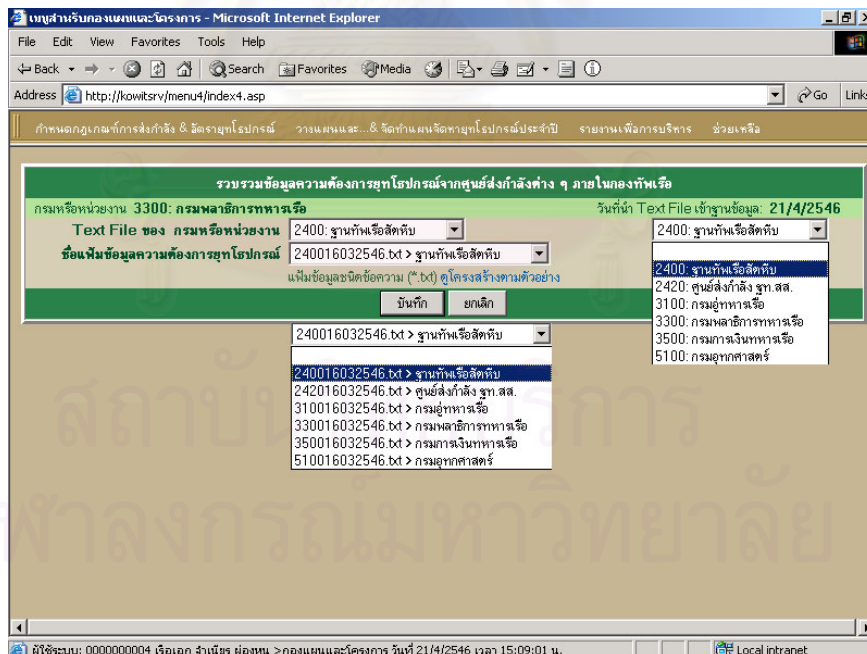 เมนูสำหรับกองแผนและโครงการ - Microsoft Internet Explorer
File Edit View Favorites Tools Help
Back Search Favorites Media
Address http://kowitsrv/menu4/index4.asp Go Links
กำหนดกฎเกณฑ์การส่งกำลัง & อัตรายุทโธปกรณ์ วางแผนและ...& จัดทำแผนจัดหายุทโธปกรณ์ประจำปี รายงานเพื่อการบริหาร ช่วยเหลือ
รวบรวมข้อมูลความต้องการยุทโธปกรณ์จากศูนย์ส่งกำลังต่าง ๆ ภายในกองทัพเรือ
กรมหรือหน่วยงาน 3300: กรมพลาธิการทหารเรือ วันที่นำ Text File เข้าฐานข้อมูล: 21/4/2546
Text File ของ กรมหรือหน่วยงาน 2400: ฐานทัพเรือสัตหีบ 2400: ฐานทัพเรือสัตหีบ
ชื่อแฟ้มข้อมูลความต้องการยุทโธปกรณ์ 240016032546.txt > ฐานทัพเรือสัตหีบ
แฟ้มข้อมูลชนิดข้อความ (*.txt) ดูโครงสร้างตามตัวอย่าง
บันทึก ยกเลิก
2400: ฐานทัพเรือสัตหีบ
2420: ศูนย์ส่งกำลัง ฐท.สส.
3100: กรมอู่ทหารเรือ
3300: กรมพลาธิการทหารเรือ
3500: กรมการเงินทหารเรือ
5100: กรมอุทกศาสตร์
240016032546.txt > ฐานทัพเรือสัตหีบ
240016032546.txt > ฐานทัพเรือสัตหีบ
242016032546.txt > ศูนย์ส่งกำลัง ฐท.สส.
310016032546.txt > กรมอู่ทหารเรือ
330016032546.txt > กรมพลาธิการทหารเรือ
350016032546.txt > กรมการเงินทหารเรือ
510016032546.txt > กรมอุทกศาสตร์
ผู้ใช้ระบบ: 0000000004 เรือเอก สำเนียร ผ่องหน >กองแผนและโครงการ วันที่ 21/4/2546 เวลา 15:09:01 น. Local intranet